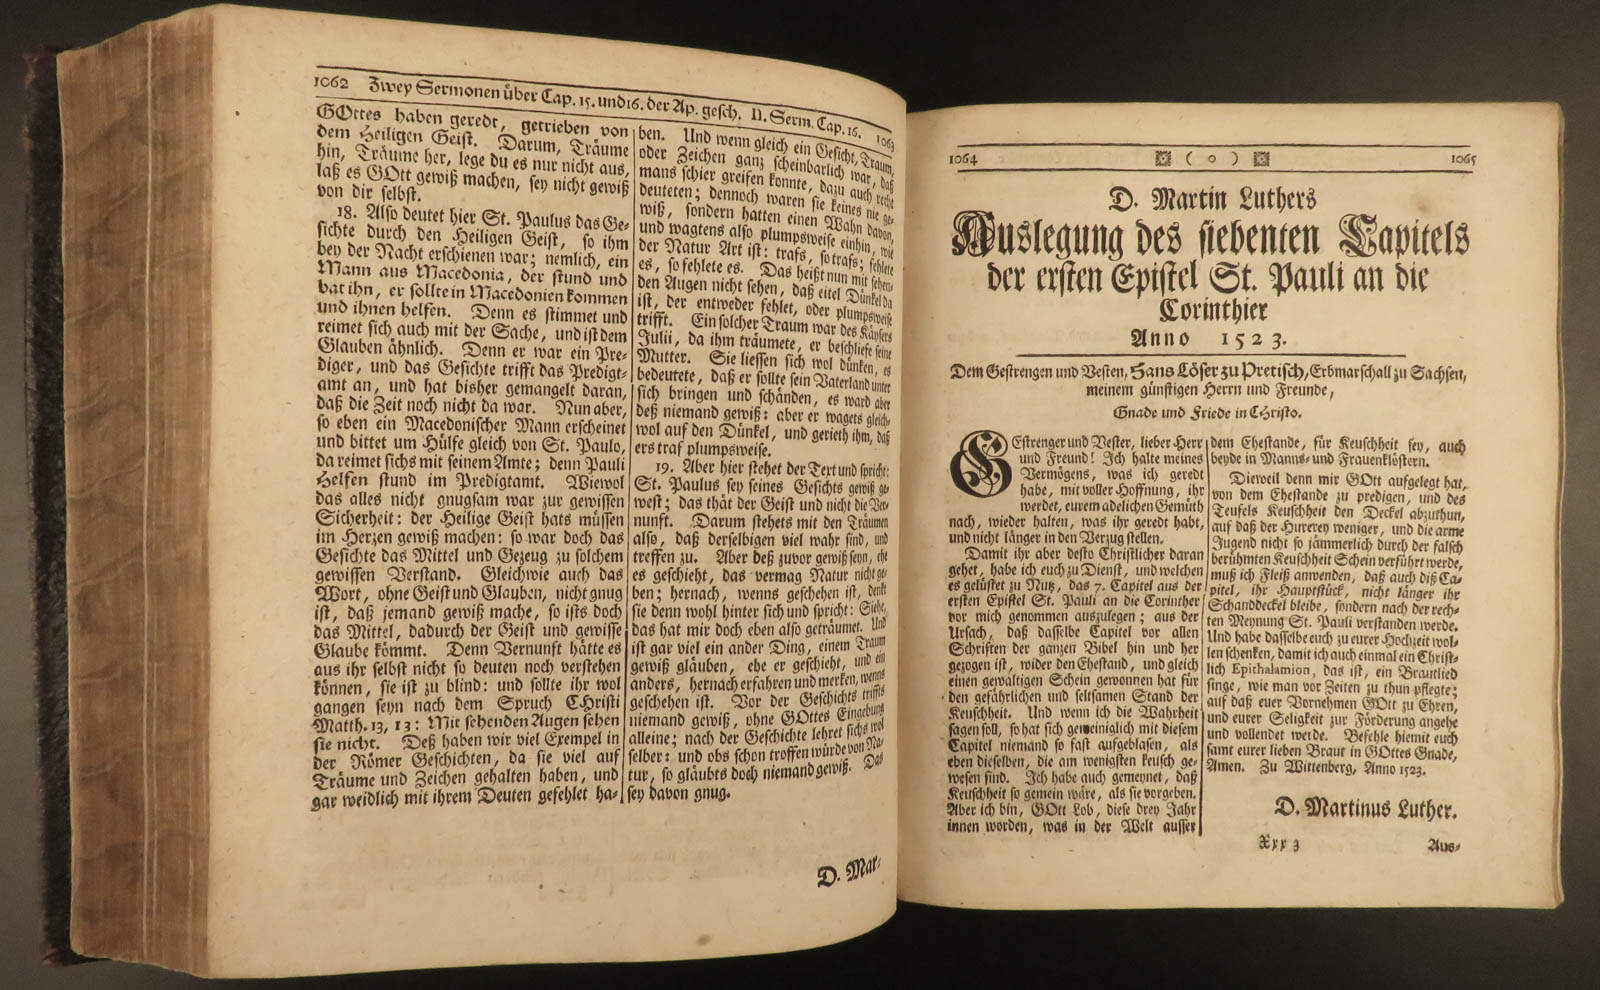 1062 Zwey Sermonen über Cap. 15. und 16. der Ap. gesch. II. Serm. Cap. 16. 1063
GOttes haben geredt, getrieben von
dem Heiligen Geist. Darum, Träume
hin, Träume her, lege du es nur nicht aus,
laß es GOtt gewiß machen, sey nicht gewiß
von dir selbst.
18. Also deutet hier St. Paulus das Ge-
sichte durch den Heiligen Geist, so ihm
bey der Nacht erschienen war; nemlich, ein
Mann aus Macedonia, der stund und
bat ihn, er sollte in Macedonien kommen
und ihnen helfen. Denn es stimmet und
reimet sich auch mit der Sache, und ist dem
Glauben ähnlich. Denn er war ein Pre-
diger, und das Gesichte trifft das Predigt-
amt an, und hat bisher gemangelt daran,
daß die Zeit noch nicht da war. Nun aber,
so eben ein Macedonischer Mann erscheinet
und bittet um Hülfe gleich von St. Paulo,
da reimet sichs mit seinem Amte; denn Pauli
Helfen stund im Predigtamt. Wiewol
das alles nicht gnugsam war zur gewissen
Sicherheit: der Heilige Geist hats müssen
im Herzen gewiß machen: so war doch das
Gesichte das Mittel und Gezeug zu solchem
gewissen Verstand. Gleichwie auch das
Wort, ohne Geist und Glauben, nicht gnug
ist, daß jemand gewiß mache, so ists doch
das Mittel, dadurch der Geist und gewisse
Glaube kömmt. Denn Vernunft hätte es
aus ihr selbst nicht so deuten noch verstehen
können, sie ist zu blind: und sollte ihr wol
gangen seyn nach dem Spruch CHristi
Matth. 13, 13: Mit sehenden Augen sehen
sie nicht. Deß haben wir viel Exempel in
der Römer Geschichten, da sie viel auf
Träume und Zeichen gehalten haben, und
gar weidlich mit ihrem Deuten gefehlet ha-
ben. Und wenn gleich ein Gesicht, Traum,
oder Zeichen ganz scheinbarlich war, daß
mans schier greifen konnte, dazu auch recht
deuteten; dennoch waren sie keines nie ge-
wiß, sondern hatten einen Wahn davon,
und wagtens also plumpsweise einhin, wie
der Natur Art ist: trafs, so trafs; fehlete
es, so fehlete es. Das heißt nun mit sehen-
den Augen nicht sehen, daß eitel Dünkel da
ist, der entweder fehlet, oder plumpsweise
trifft. Ein solcher Traum war des Käysers
Julii, da ihm träumete, er beschliefe seine
Mutter. Sie liessen sich wol dünken, es
bedeutete, daß er sollte sein Vaterland unter
sich bringen und schänden, es ward aber
deß niemand gewiß: aber er wagets gleich-
wol auf den Dünkel, und gerieth ihm, daß
ers traf plumpsweise.
19. Aber hier stehet der Text und spricht:
St. Paulus sey seines Gesichts gewiß ge-
west; das thät der Geist und nicht die Ver-
nunft. Darum stehets mit den Träumen
also, daß derselbigen viel wahr sind, und
treffen zu. Aber deß zuvor gewiß seyn, ehe
es geschieht, das vermag Natur nicht ge-
ben; hernach, wenns geschehen ist, denkt
sie denn wohl hinter sich und spricht: Siehe,
das hat mir doch eben also geträumet. Und
ist gar viel ein ander Ding, einem Traum
gewiß gläuben, ehe er geschieht, und ein
anders, hernach erfahren und merken, wenns
geschehen ist. Vor der Geschichts triffts
niemand gewiß, ohne GOttes Eingebung
alleine; nach der Geschichte lehret sichs wol
selber: und obs schon troffen würde von Na-
tur, so gläubts doch niemand gewiß. Das
sey davon gnug.
D. Mar-
1064 ( o ) 1065
D. Martin Luthers
Auslegung des siebenten Capitels
der ersten Epistel St. Pauli an die
Corinthier
Anno 1523.
Dem Gestrengen und Vesten, Hans Löser zu Pretisch, Erbmarschall zu Sachsen,
meinem günstigen Herrn und Freunde,
Gnade und Friede in CHristo.
GEstrenger und Vester, lieber Herr
und Freund! Ich halte meines
Vermögens, was ich geredt
habe, mit voller Hoffnung, ihr
werdet, eurem adelichen Gemüth
nach, wieder halten, was ihr geredt habt,
und nicht länger in den Verzug stellen.
Damit ihr aber desto Christlicher daran
gehet, habe ich euch zu Dienst, und welchen
es gelüstet zu Nutz, das 7. Capitel aus der
ersten Epistel St. Pauli an die Corinther
vor mich genommen auszulegen; aus der
Ursach, daß dasselbe Capitel vor allen
Schriften der ganzen Bibel hin und her
gezogen ist, wider den Ehestand, und gleich
einen gewaltigen Schein gewonnen hat für
den gefährlichen und seltsamen Stand der
Keuschheit. Und wenn ich die Wahrheit
sagen soll, so hat sich gemeiniglich mit diesem
Capitel niemand so fast aufgeblasen, als
eben dieselben, die am wenigsten keusch ge-
wesen sind. Ich habe auch gemeynet, daß
Keuschheit so gemein wäre, als sie vorgeben.
Aber ich bin, GOtt Lob, diese drey Jahr
innen worden, was in der Welt ausser
dem Ehestande, für Keuschheit sey, auch
beyde in Manns- und Frauenklöstern.
Dieweil denn mir GOtt aufgelegt hat,
von dem Ehestande zu predigen, und des
Teufels Keuschheit den Deckel abzuthun,
auf daß der Hurerey weniger, und die arme
Jugend nicht so jämmerlich durch der falsch
berühmten Keuschheit Schein verführt werde,
muß ich Fleiß anwenden, daß auch diß Ca-
pitel, ihr Hauptstück, nicht länger ihr
Schanddeckel bleibe, sondern nach der rech-
ten Meynung St. Pauli verstanden werde.
Und habe dasselbe euch zu eurer Hochzeit wol-
len schenken, damit ich auch einmal ein Christ-
lich Epithalamion, das ist, ein Brautlied
singe, wie man vor Zeiten zu thun pflegte;
auf daß euer Vornehmen GOtt zu Ehren,
und eurer Seligkeit zur Förderung angehe
und vollendet werde. Befehle hiemit euch
samt eurer lieben Braut in GOttes Gnade,
Amen. Zu Wittenberg, Anno 1523.
D. Martinus Luther.
Xxx 3 Aus-